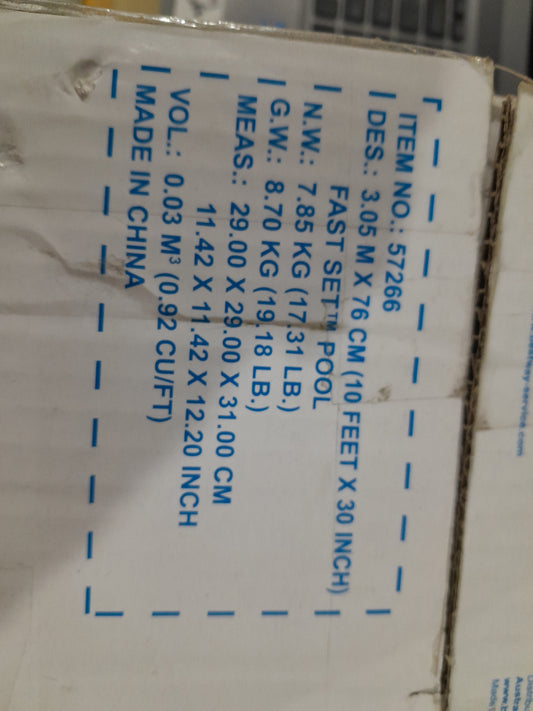 ITEM NO.: 57266
DES.: 3.05 M X 76 CM (10 FEET X 30 INCH)
FAST SET™ POOL
N.W.: 7.85 KG (17.31 LB.)
G.W.: 8.70 KG (19.18 LB.)
MEAS.: 29.00 X 29.00 X 31.00 CM
11.42 X 11.42 X 12.20 INCH
VOL.: 0.03 M³ (0.92 CU/FT)
MADE IN CHINA